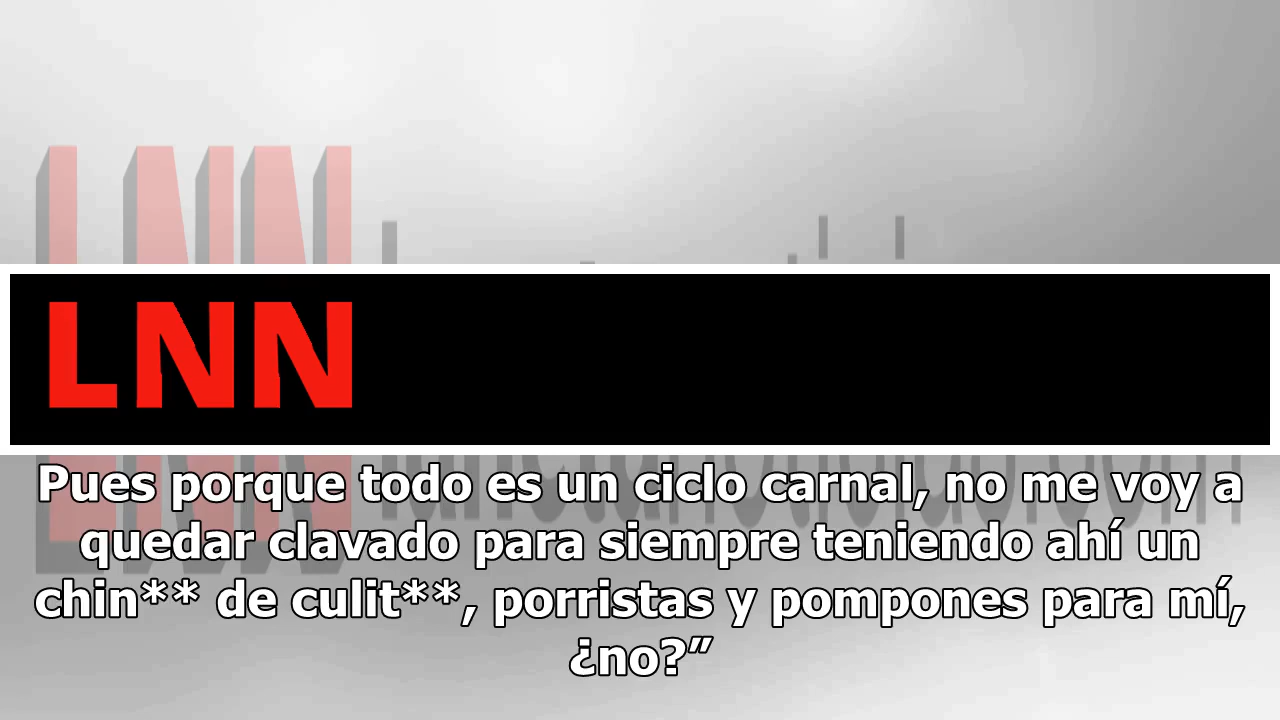 LNN
LNN
Pues porque todo es un ciclo carnal, no me voy a
quedar clavado para siempre teniendo ahí un
chin** de culit**, porristas y pompones para mí,
¿no?”